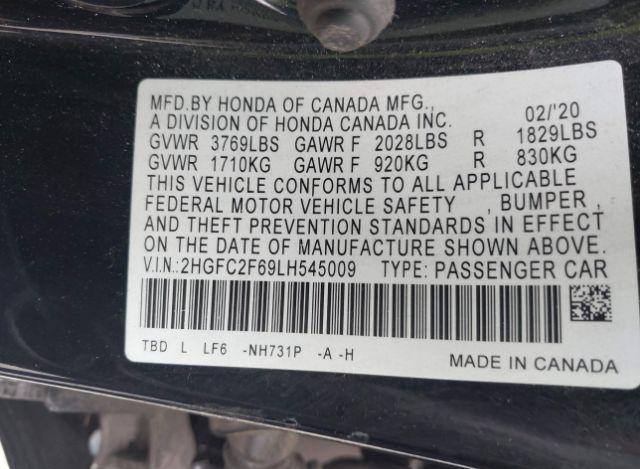 MFD.BY HONDA OF CANADA MFG., 02/'20
A DIVISION OF HONDA CANADA INC.
GVWR 3769LBS GAWR F 2028LBS R 1829LBS
GVWR 1710KG GAWR F 920KG R 830KG
THIS VEHICLE CONFORMS TO ALL APPLICABLE
FEDERAL MOTOR VEHICLE SAFETY , BUMPER ,
AND THEFT PREVENTION STANDARDS IN EFFECT
ON THE DATE OF MANUFACTURE SHOWN ABOVE.
V.I.N.:2HGFC2F69LH545009 TYPE: PASSENGER CAR
TBD L LF6 -NH731P -A -H
MADE IN CANADA